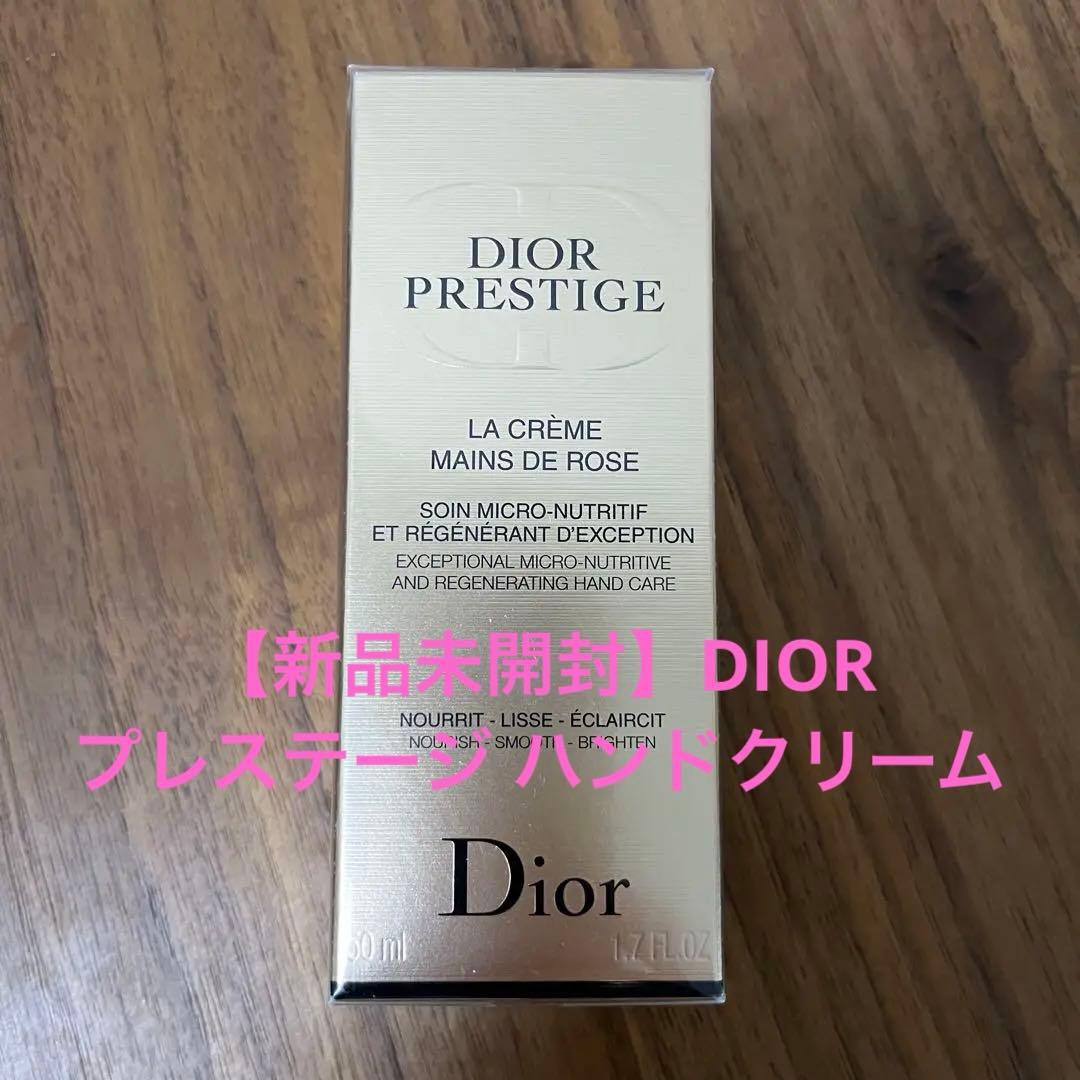 DIOR
PRESTIGE
LA CRÈME
MAINS DE ROSE
SOIN MICRO-NUTRITIF
ET RÉGÉNÉRANT D'EXCEPTION
EXCEPTIONAL MICRO-NUTRITIVE
AND REGENERATING HAND CARE
【新品未開封】DIOR
NOURRIT - LISSE - ÉCLAIRCIT
NOURISH - SMOOTH - BRIGHTEN
プレステージ ハンドクリーム
Dior
50 ml 1.7 FL.OZ